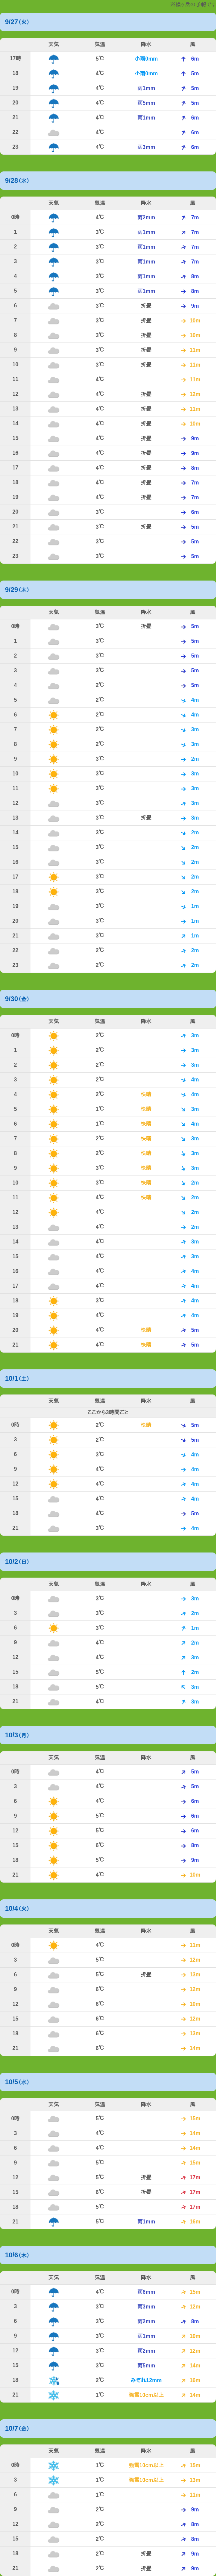 9/27(火)
天気 気温 降水 風
17時 5℃ 小雨0mm 6m
18 4℃ 小雨0mm 5m
19 4℃ 雨1mm 5m
20 4℃ 雨5mm 5m
21 4℃ 雨1mm 6m
22 4℃ 6m
23 4℃ 雨3mm 6m
9/28(水)
天気 気温 降水 風
0時 4℃ 雨2mm 7m
1 3℃ 雨1mm 7m
2 3℃ 雨1mm 7m
3 3℃ 雨1mm 7m
4 4℃ 雨1mm 8m
5 3℃ 雨1mm 8m
6 3℃ 折畳 9m
7 3℃ 折畳 10m
8 3℃ 折畳 10m
9 3℃ 折畳 11m
10 3℃ 折畳 11m
11 4℃ 11m
12 4℃ 折畳 12m
13 4℃ 折畳 11m
14 4℃ 折畳 10m
15 4℃ 折畳 9m
16 4℃ 折畳 9m
17 4℃ 折畳 8m
18 4℃ 折畳 7m
19 4℃ 折畳 7m
20 3℃ 6m
21 3℃ 折畳 5m
22 3℃ 5m
23 3℃ 5m
9/29(木)
天気 気温 降水 風
0時 3℃ 折畳 5m
1 3℃ 5m
2 3℃ 5m
3 3℃ 5m
4 2℃ 5m
5 2℃ 4m
6 2℃ 4m
7 2℃ 3m
8 2℃ 3m
9 3℃ 2m
10 3℃ 3m
11 3℃ 3m
12 3℃ 3m
13 3℃ 折畳 3m
14 3℃ 2m
15 3℃ 2m
16 3℃ 2m
17 3℃ 2m
18 3℃ 2m
19 3℃ 1m
20 3℃ 1m
21 3℃ 1m
22 2℃ 2m
23 2℃ 2m
9/30(金)
天気 気温 降水 風
0時 2℃ 3m
1 2℃ 3m
2 2℃ 3m
3 2℃ 4m
4 2℃ 快晴 4m
5 1℃ 快晴 3m
6 1℃ 快晴 4m
7 2℃ 快晴 3m
8 2℃ 快晴 3m
9 3℃ 快晴 3m
10 3℃ 快晴 2m
11 4℃ 快晴 2m
12 4℃ 2m
13 4℃ 2m
14 4℃ 3m
15 4℃ 3m
16 4℃ 4m
17 4℃ 4m
18 3℃ 4m
19 4℃ 4m
20 4℃ 快晴 5m
21 4℃ 快晴 5m
10/1(土)
天気 気温 降水 風
ここから3時間ごと
0時 2℃ 快晴 5m
3 2℃ 5m
6 3℃ 4m
9 4℃ 4m
12 4℃ 4m
15 4℃ 4m
18 4℃ 5m
21 3℃ 4m
10/2(日)
天気 気温 降水 風
0時 3℃ 3m
3 3℃ 2m
6 3℃ 1m
9 4℃ 2m
12 4℃ 3m
15 5℃ 2m
18 5℃ 3m
21 4℃ 3m
10/3(月)
天気 気温 降水 風
0時 4℃ 5m
3 4℃ 5m
6 4℃ 6m
9 5℃ 6m
12 5℃ 6m
15 6℃ 8m
18 5℃ 9m
21 4℃ 10m
10/4(火)
天気 気温 降水 風
0時 4℃ 11m
3 5℃ 12m
6 5℃ 折畳 15m
9 6℃ 12m
12 6℃ 10m
15 6℃ 12m
18 6℃ 13m
21 6℃ 14m
10/5(水)
天気 気温 降水 風
0時 5℃ 15m
3 4℃ 14m
6 4℃ 14m
9 5℃ 15m
12 5℃ 折畳 17m
15 6℃ 折畳 17m
18 5℃ 17m
21 5℃ 雨1mm 16m
10/6(木)
天気 気温 降水 風
0時 4℃ 雨6mm 15m
3 3℃ 雨3mm 12m
6 3℃ 雨2mm 8m
9 3℃ 雨1mm 10m
12 3℃ 雨2mm 12m
15 3℃ 雨5mm 14m
18 2℃ みぞれ12mm 16m
21 1℃ 強雪10cm以上 14m
10/7(金)
天気 気温 降水 風
0時 1℃ 強雪10cm以上 15m
3 1℃ 強雪10cm以上 13m
6 1℃ 11m
9 2℃ 9m
12 2℃ 8m
15 2℃ 8m
18 2℃ 折畳 9m
21 2℃ 折畳 9m